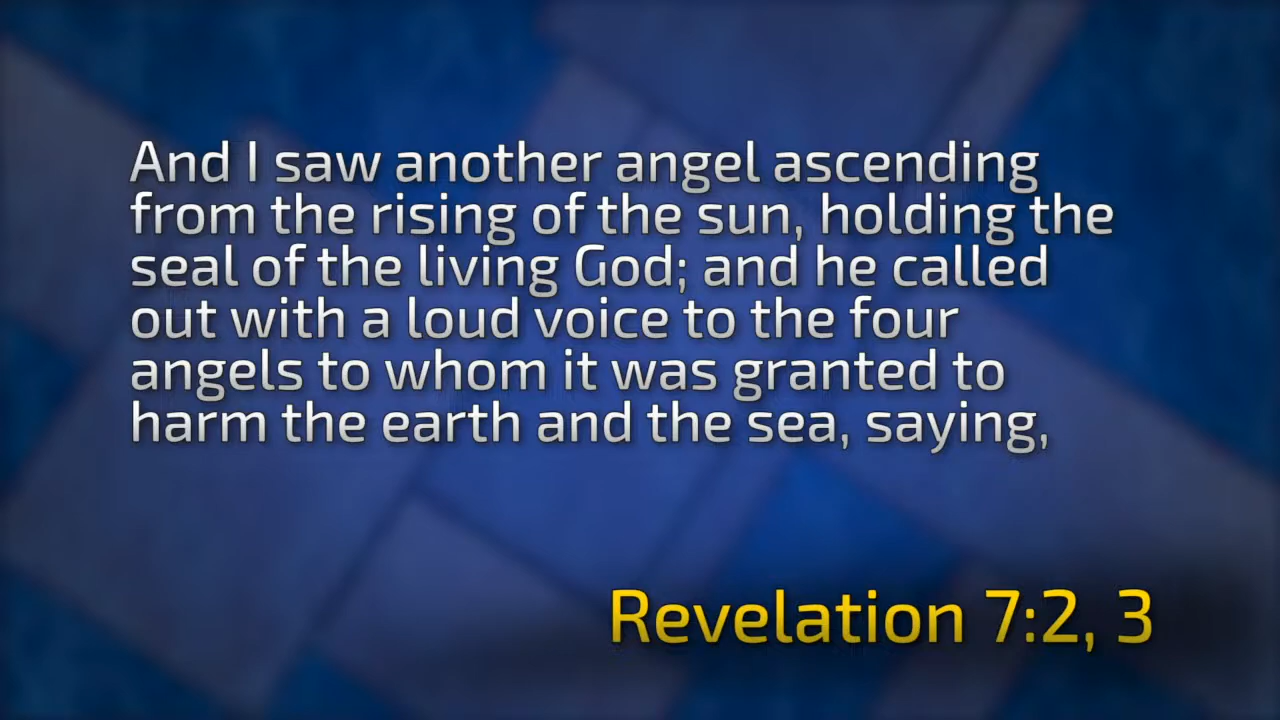 And I saw another angel ascending
from the rising of the sun, holding the
seal of the living God; and he called
out with a loud voice to the four
angels to whom it was granted to
harm the earth and the sea, saying,
Revelation 7:2, 3